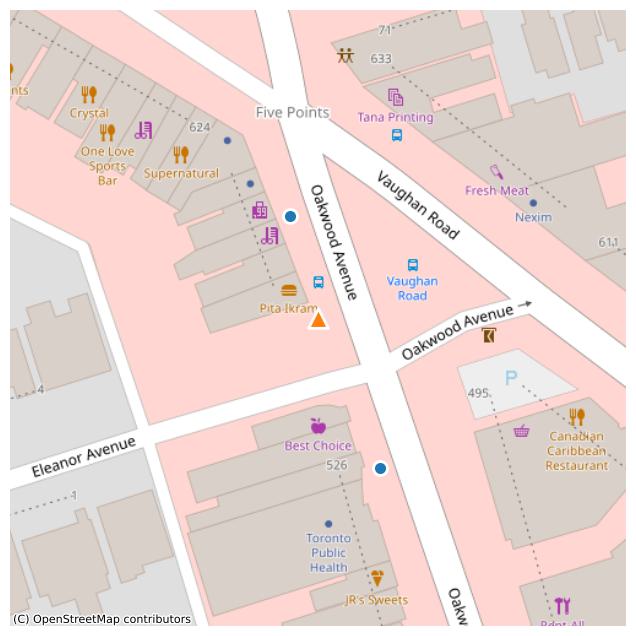 71
633
nts
Crystal
Tana Printing
Five Points
624
One Love
Sports
Bar
Supernatural
Vaughan Road
Fresh Meat
Nexim
Oakwood Avenue
611
Vaughan
Road
Pita Ikram
Oakwood Avenue →
P
4
495
Best Choice
Canadian
Caribbean
Restaurant
Eleanor Avenue
526
1
Toronto
Public
Health
JR's Sweets
Oakw
(C) OpenStreetMap contributors